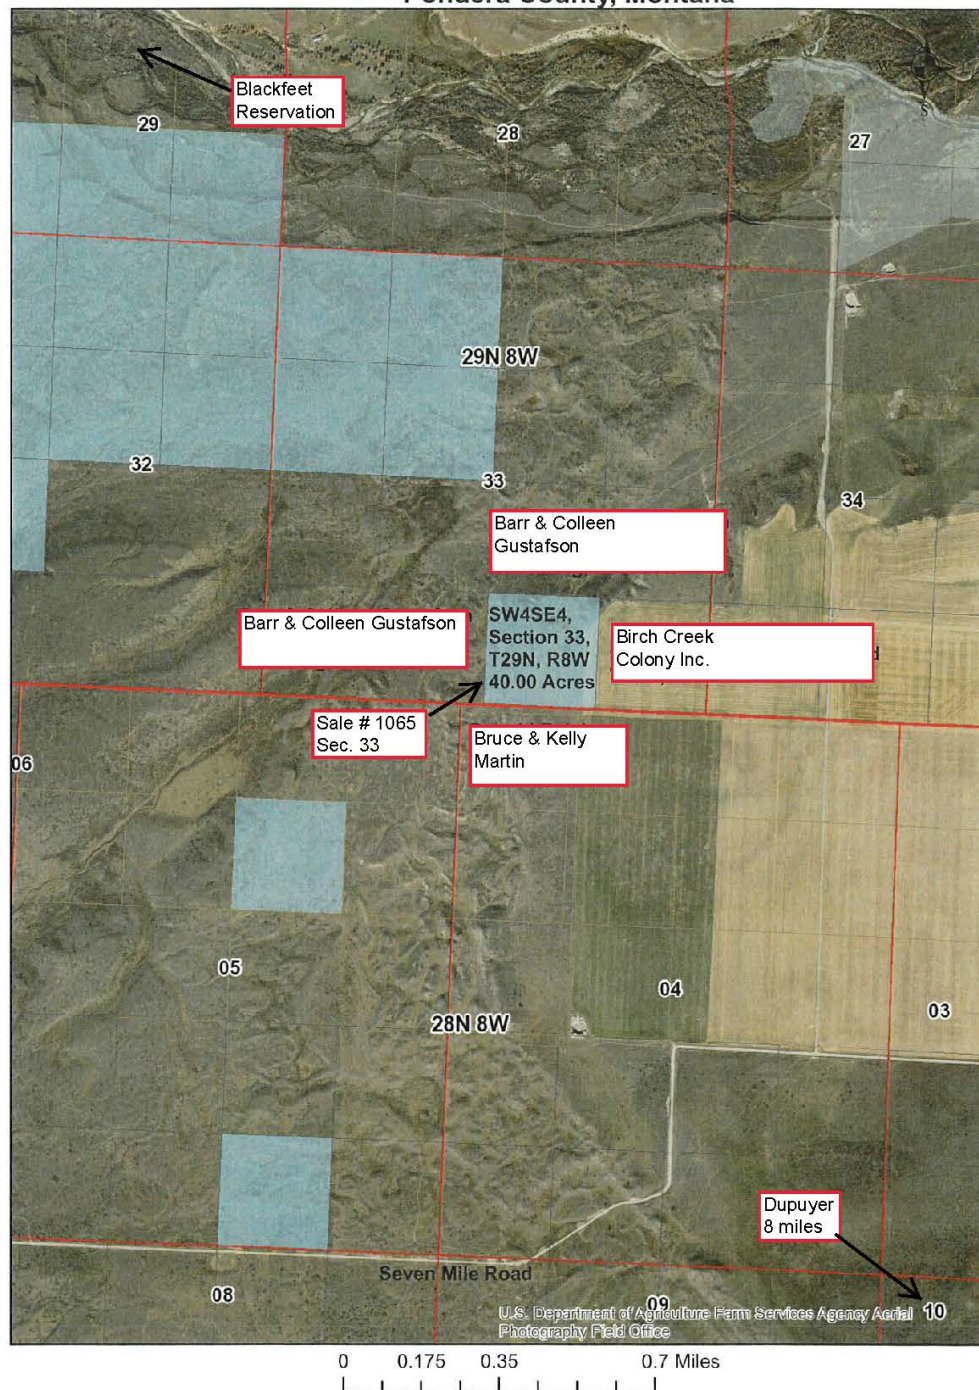 Pondera County, Montana
Blackfeet
Reservation
29
28
27
S
29N 8W
32
33
34
Barr & Colleen
Gustafson
Barr & Colleen Gustafson
SW4SE4,
Section 33,
T29N, R8W
40.00 Acres
Birch Creek
Colony Inc.
Sale # 1065
Sec. 33
Bruce & Kelly
Martin
06
05
04
03
28N 8W
Dupuyer
8 miles
Seven Mile Road
08
09
10
U.S. Department of Agriculture Farm Services Agency Aerial
Photography Field Office
0 0.175 0.35 0.7 Miles